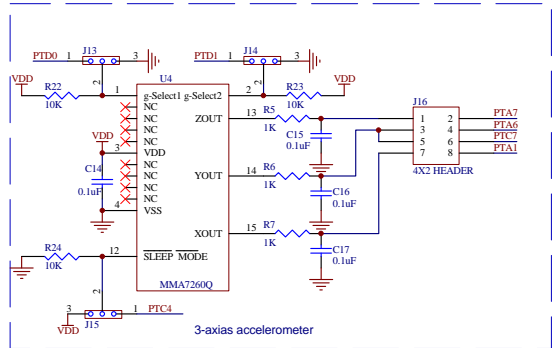 PTD0 1 J13 3 PTD1 1 J14 3
2 2
VDD R22 10K 1 U4 2 R23 10K VDD
g-Select1 g-Select2
NC
NC
NC
VDD 3 VDD
NC
NC
NC
NC
4 VSS
C14 0.1uF
ZOUT 13 R5 1K
C15 0.1uF
YOUT 14 R6 1K
C16 0.1uF
XOUT 15 R7 1K
C17 0.1uF
J16
1 2 PTA7
3 4 PTA6
5 6 PTC7
7 8 PTA1
4X2 HEADER
R24 10K 12 SLEEP MODE
MMA7260Q
2
3 1 PTC4
VDD J15
3-axias accelerometer